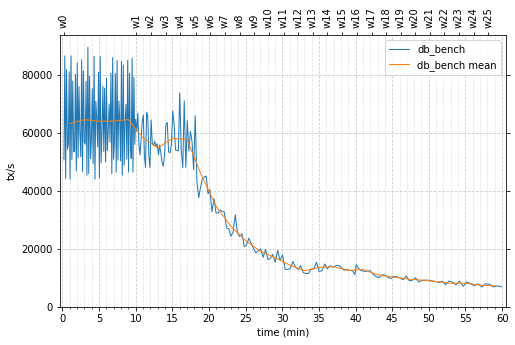 w0 w1 w2 w3 w4 w5 w6 w7 w8 w9 w10 w11 w12 w13 w14 w15 w16 w17 w18 w19 w20 w21 w22 w23 w24 w25
db_bench
db_bench mean
80000
60000
40000
20000
0
tx/s
0 5 10 15 20 25 30 35 40 45 50 55 60
time (min)